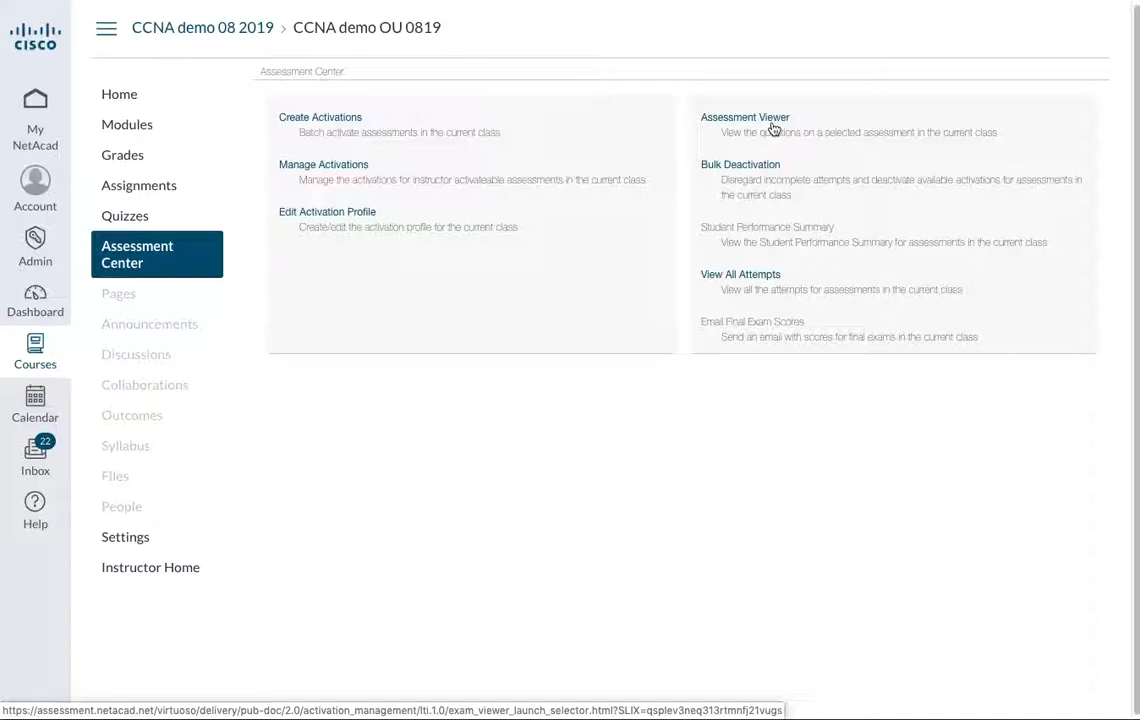 CISCO
My
NetAcad
Account
Admin
Dashboard
Courses
Calendar
22
Inbox
Help
CCNA demo 08 2019 › CCNA demo OU 0819
Home
Modules
Grades
Assignments
Quizzes
Assessment
Center
Pages
Announcements
Discussions
Collaborations
Outcomes
Syllabus
Files
People
Settings
Instructor Home
Assessment Center
Create Activations
Batch activate assessments in the current class
Manage Activations
Manage the activations for instructor activateable assessments in the current class
Edit Activation Profile
Create/edit the activation profile for the current class
Assessment Viewer
View the questions on a selected assessment in the current class
Bulk Deactivation
Disregard incomplete attempts and deactivate available activations for assessments in
the current class
Student Performance Summary
View the Student Performance Summary for assessments in the current class
View All Attempts
View all the attempts for assessments in the current class
Email Final Exam Scores
Send an email with scores for final exams in the current class
https://assessment.netacad.net/virtuoso/delivery/pub-doc/2.0/activation_management/lti.1.0/exam_viewer_launch_selector.html?SLIX=qsplev3neq313rtmnfj21vugs